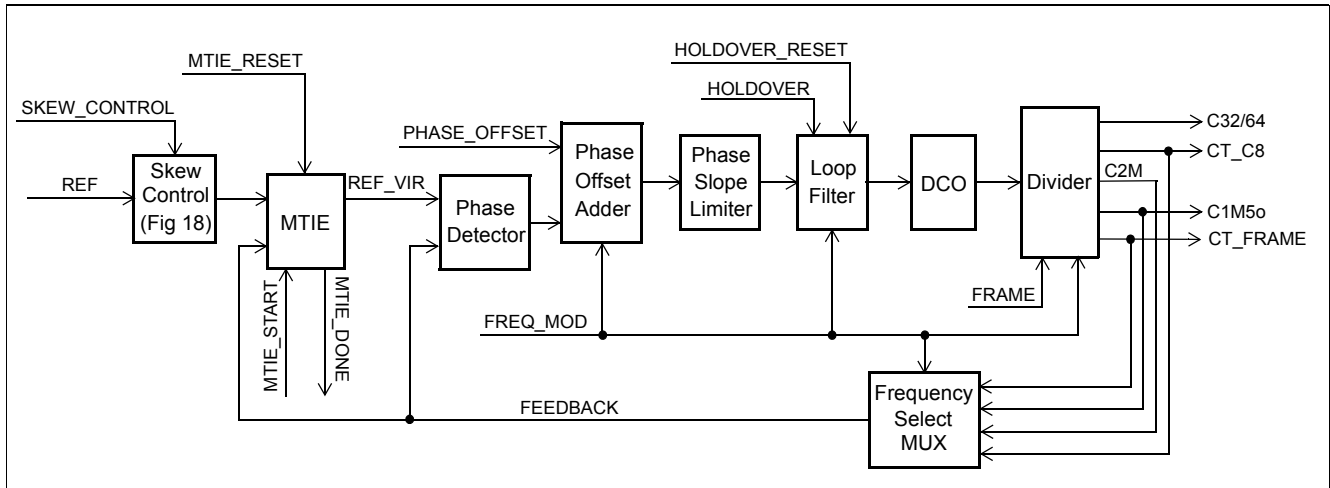 MTIE_RESET
HOLDOVER_RESET
HOLDOVER
SKEW_CONTROL
PHASE_OFFSET
REF
Skew
Control
(Fig 18)
MTIE
REF_VIR
Phase
Detector
Phase
Offset
Adder
Phase
Slope
Limiter
Loop
Filter
DCO
Divider
C32/64
CT_C8
C2M
C1M5o
CT_FRAME
MTIE_START
MTIE_DONE
FRAME
FREQ_MOD
FEEDBACK
Frequency
Select
MUX